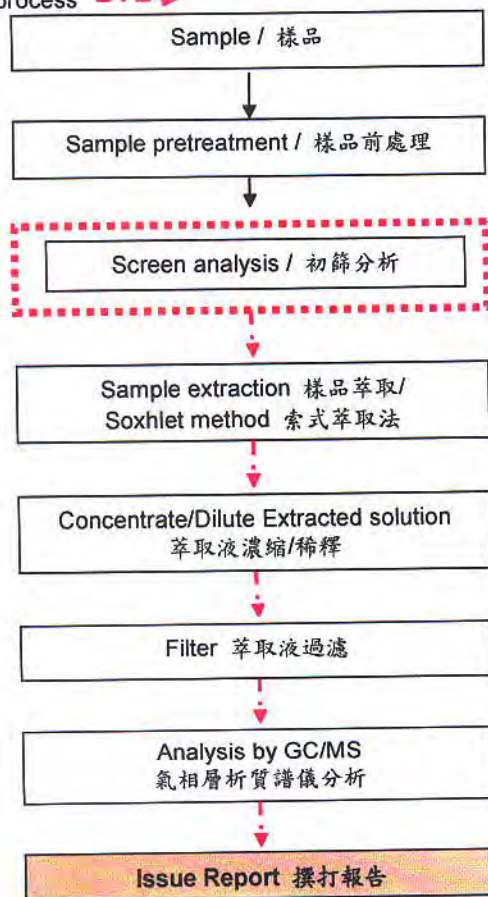 process
Sample / 樣品
Sample pretreatment / 樣品前處理
Screen analysis / 初篩分析
Sample extraction 樣品萃取/
Soxhlet method 索式萃取法
Concentrate/Dilute Extracted solution
萃取液濃縮/稀釋
Filter 萃取液過濾
Analysis by GC/MS
氣相層析質譜儀分析
Issue Report 撰打報告